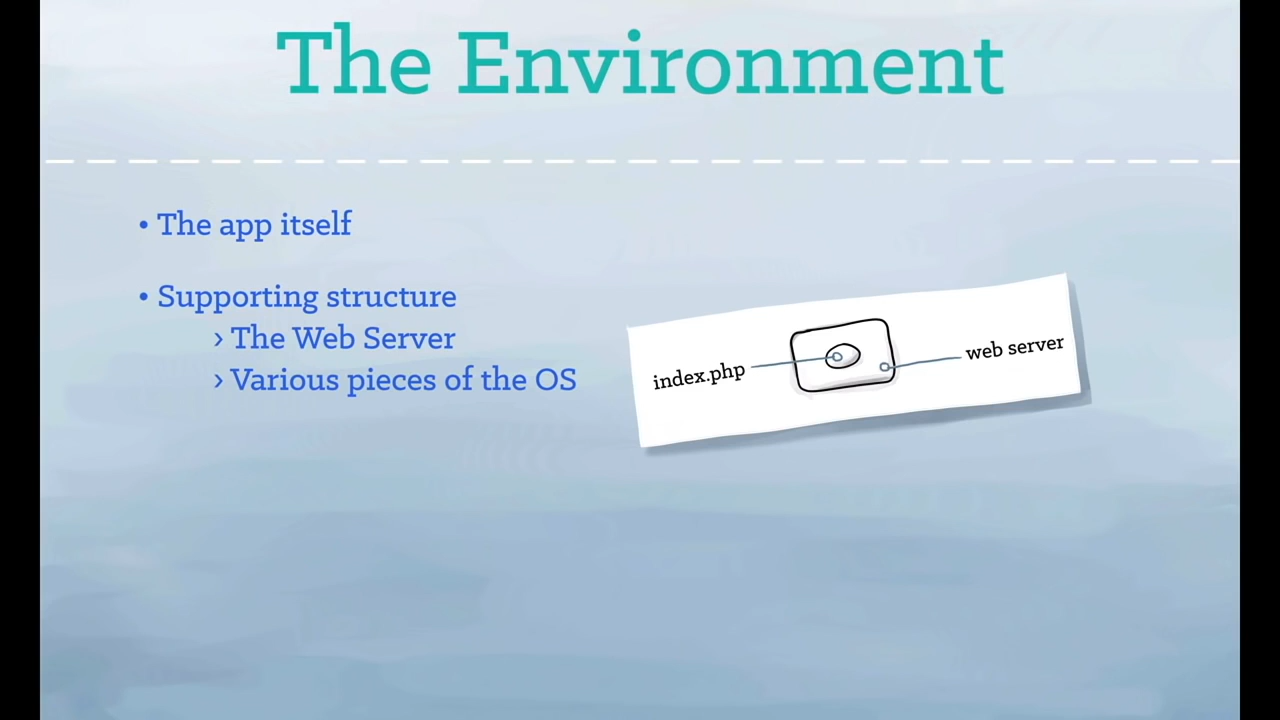 The Environment
• The app itself
• Supporting structure
› The Web Server
› Various pieces of the OS
index.php
web server